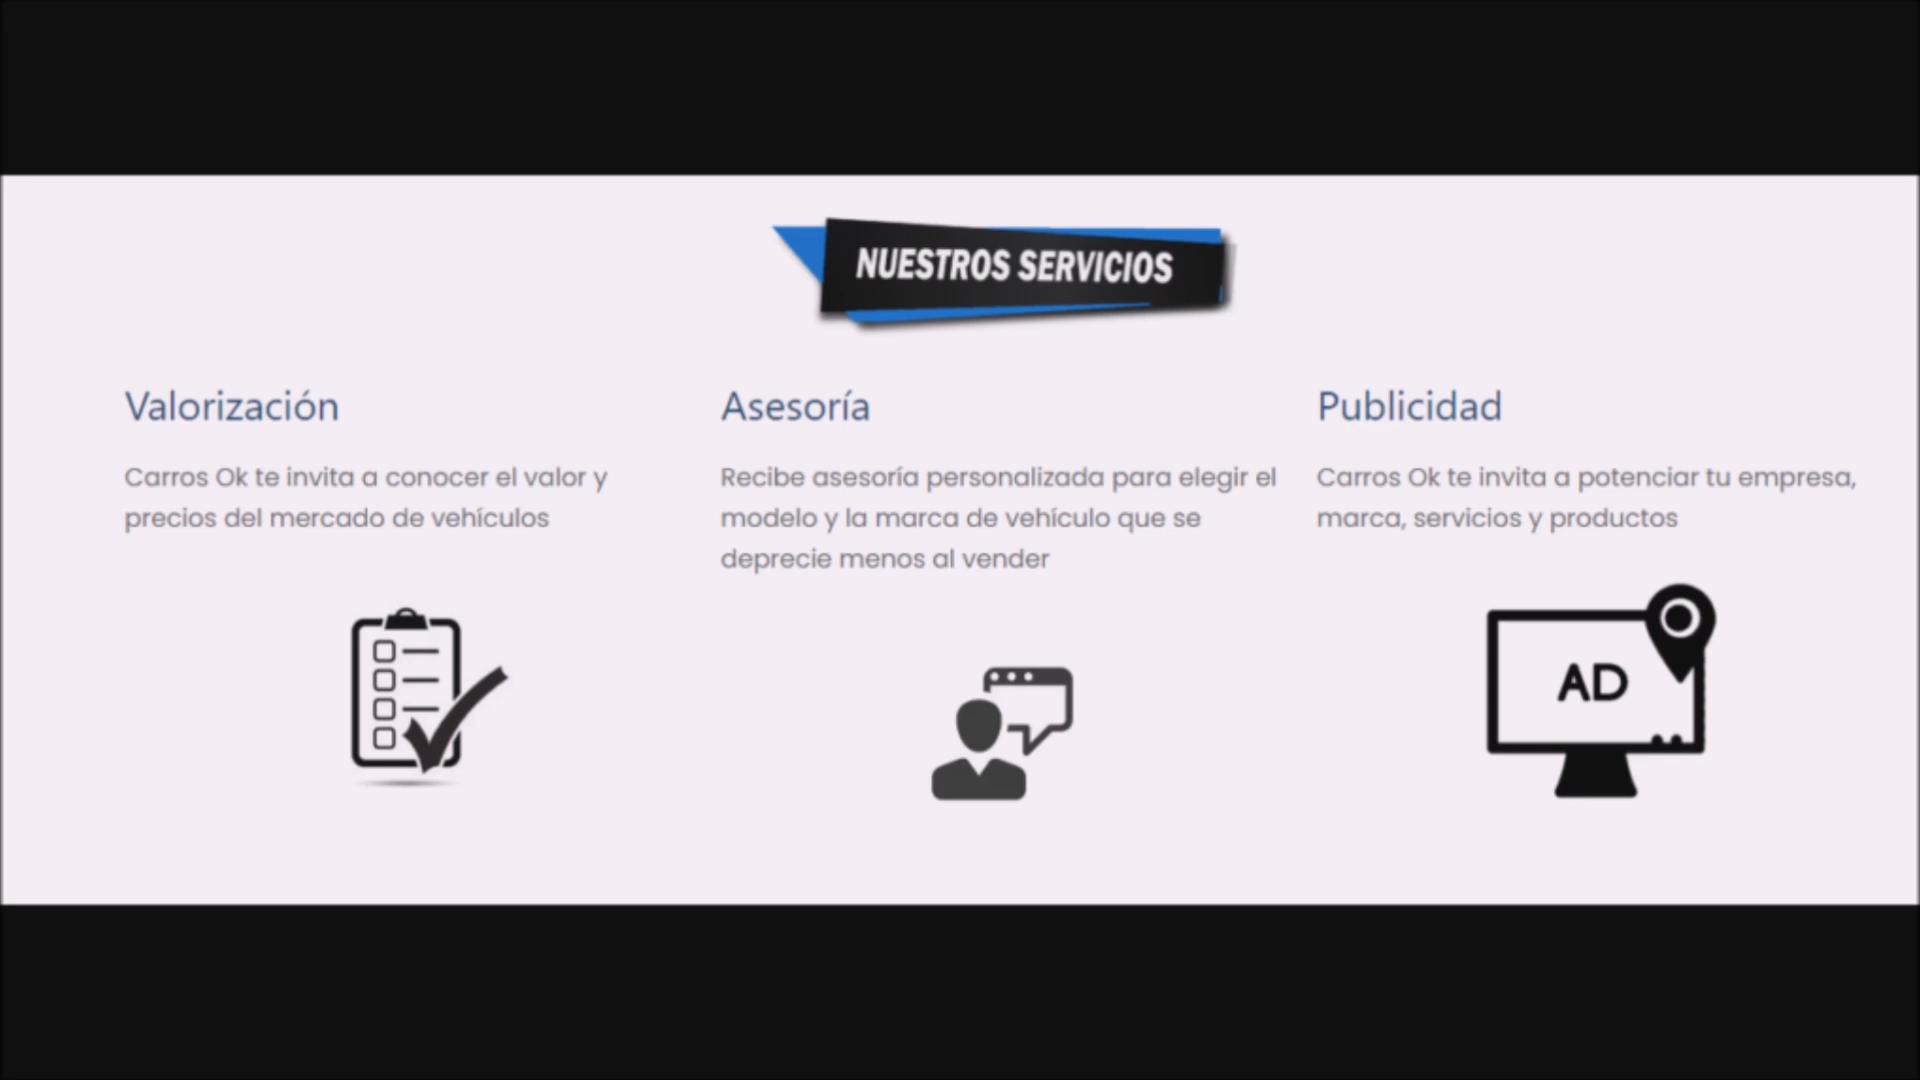 NUESTROS SERVICIOS
Valorización
Carros Ok te invita a conocer el valor y
precios del mercado de vehículos
Asesoría
Recibe asesoría personalizada para elegir el
modelo y la marca de vehículo que se
deprecie menos al vender
Publicidad
Carros Ok te invita a potenciar tu empresa,
marca, servicios y productos
AD